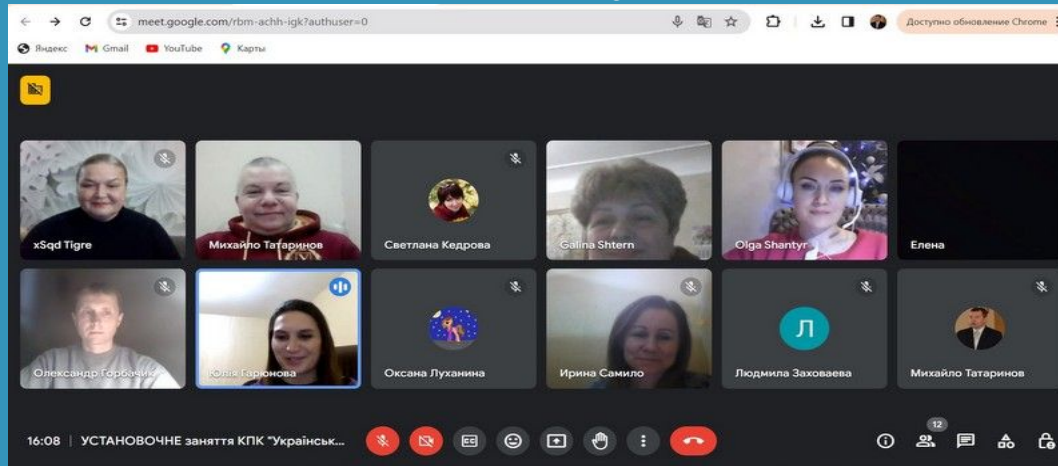 meet.google.com/rbm-achh-igk?authuser=0
Доступно обновление Chrome
Яндекс Gmail YouTube Карты
xSqd Tigre
Михайло Татаринов
Светлана Кедрова
Galina Shtern
Olga Shantyr
Елена
Олександр Горбачик
Юлія Гарюнова
Оксана Луханина
Ирина Самило
Л
Людмила Заховаева
Михайло Татаринов
16:08 | УСТАНОВОЧНЕ заняття КПК "Українськ...
CC
12